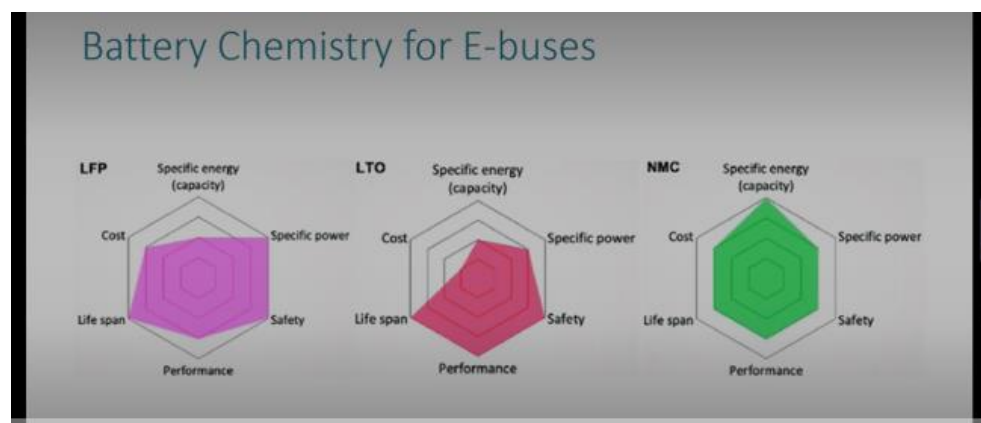 Battery Chemistry for E-buses
LFP
Specific energy
(capacity)
Cost
Specific power
Life span
Safety
Performance
LTO
Specific energy
(capacity)
Cost
Specific power
Life span
Safety
Performance
NMC
Specific energy
(capacity)
Cost
Specific power
Life span
Safety
Performance